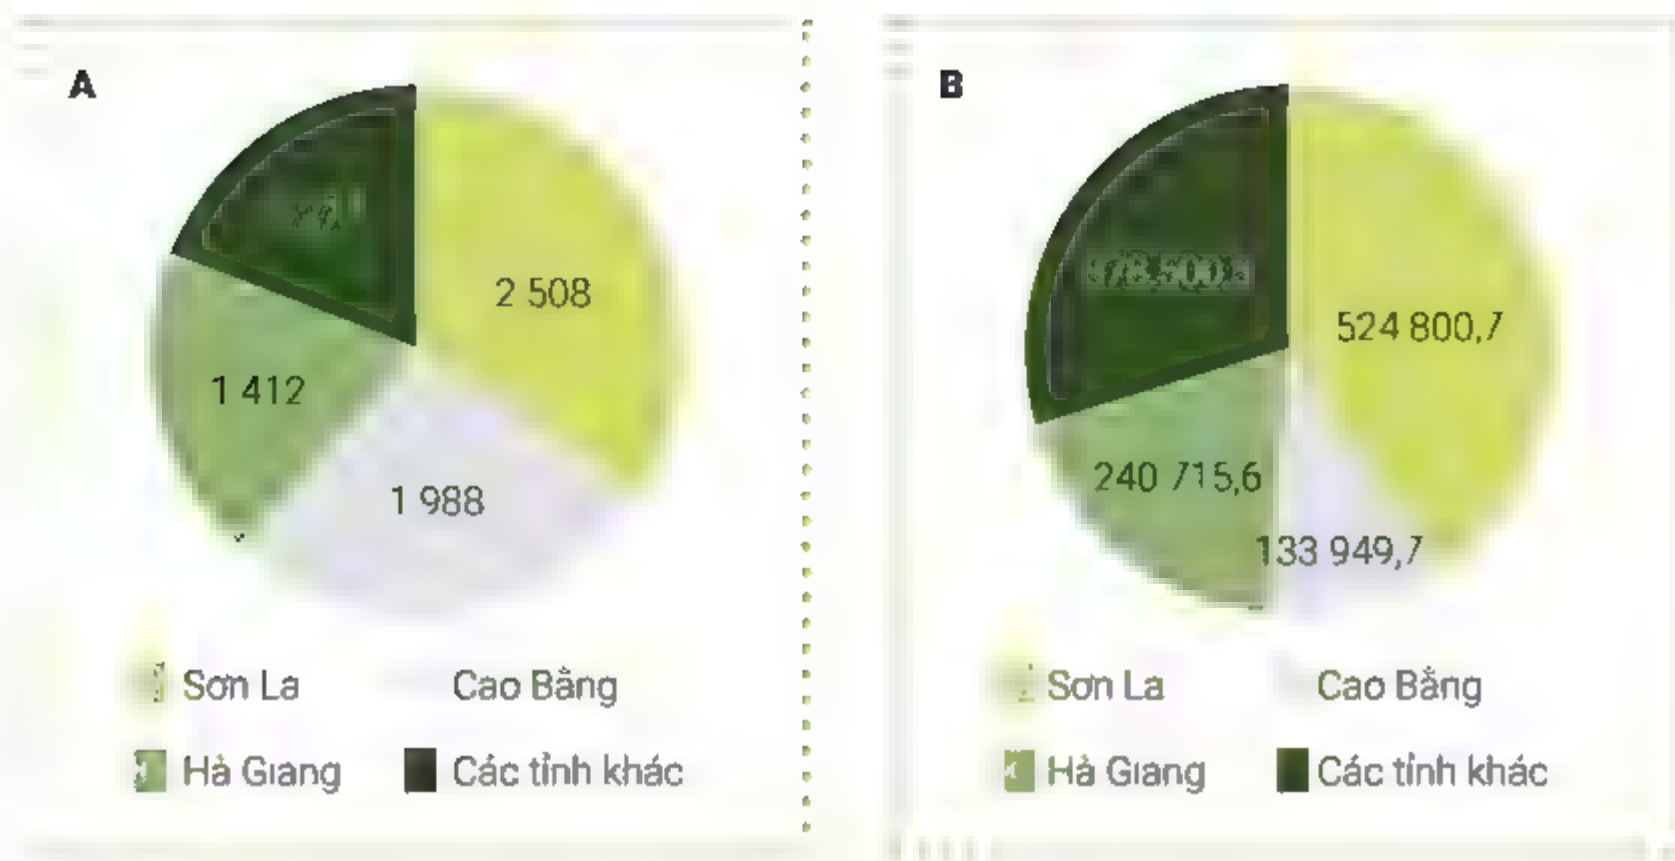 A
2 508
1 412
1 988
Sơn La
Cao Bằng
Hà Giang
Các tỉnh khác
B
524 800,7
240 715,6
133 949,7
Sơn La
Cao Bằng
Hà Giang
Các tỉnh khác